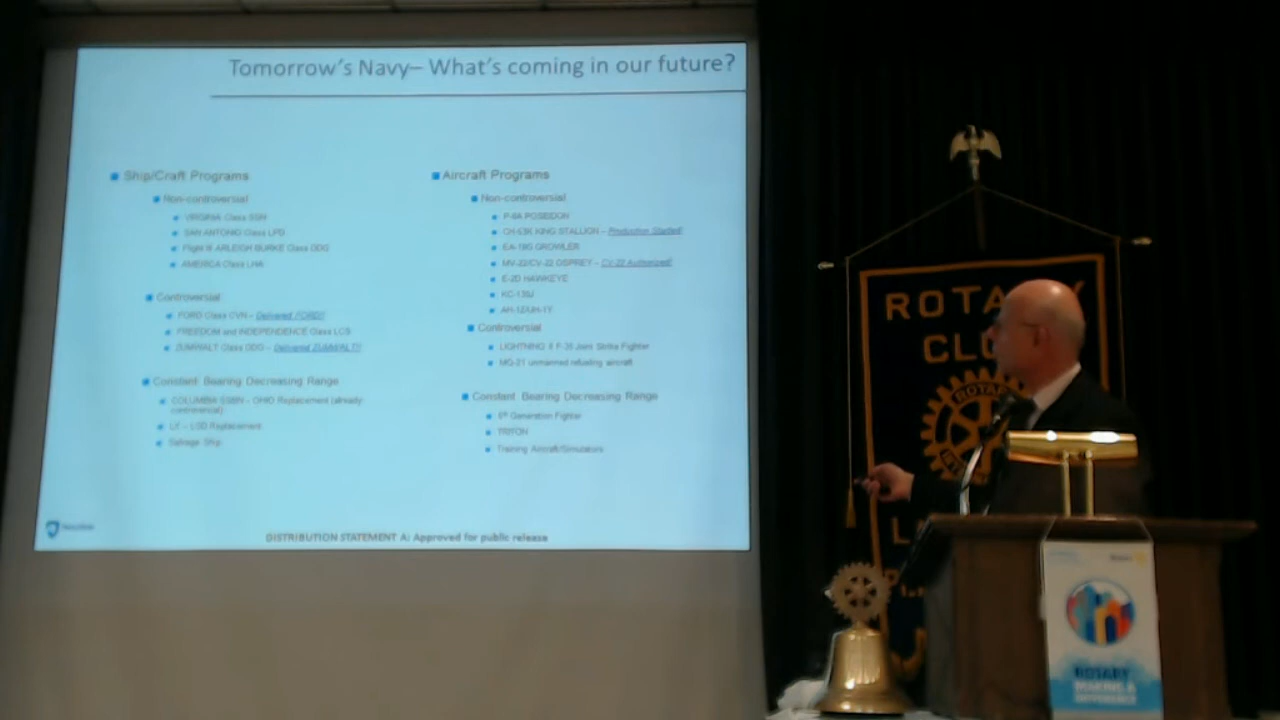 Tomorrow's Navy– What's coming in our future?
Ship/Craft Programs
Non-controversial
VIRGINIA Class SSN
SAN ANTONIO Class LPD
Flight III ARLEIGH BURKE Class DDG
AMERICA Class LHA
Controversial
FORD Class CVN – Delivered FORD!!
FREEDOM and INDEPENDENCE Class LCS
ZUMWALT Class DDG – Delivered ZUMWALT!!
Constant Bearing Decreasing Range
COLUMBIA SSBN – OHIO Replacement (already
controversial)
LSD Replacement
Salvage Ship
Aircraft Programs
Non-controversial
P-8A POSEIDON
CH-53K KING STALLION – Production Started!
EA-18G GROWLER
MV-22/CV-22 OSPREY – CV-22 Authorized!
E-2D HAWKEYE
KC-130J
AH-1Z/UH-1Y
Controversial
LIGHTNING II F-35 Joint Strike Fighter
unmanned refueling aircraft
Constant Bearing Decreasing Range
6th Generation Fighter
TRITON
Training Aircraft/Simulators
DISTRIBUTION STATEMENT A: Approved for public release
ROTARY
ROTARY
ROTARY
MAKING A
DIFFERENCE